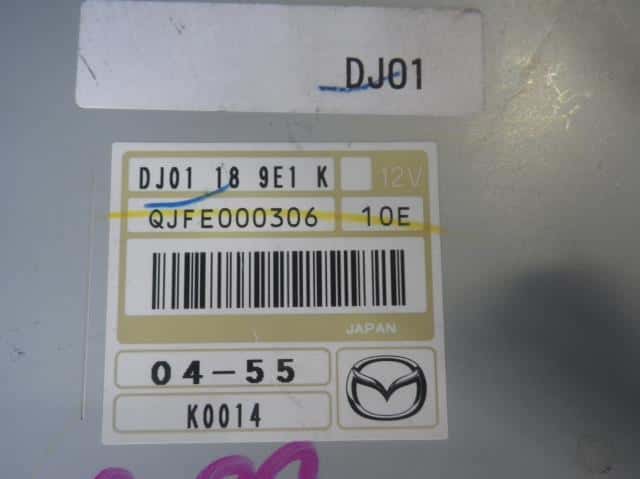 DJ01
DJ01 18 9E1 K 12V
QJFE000306 10E
JAPAN
04-55
K0014